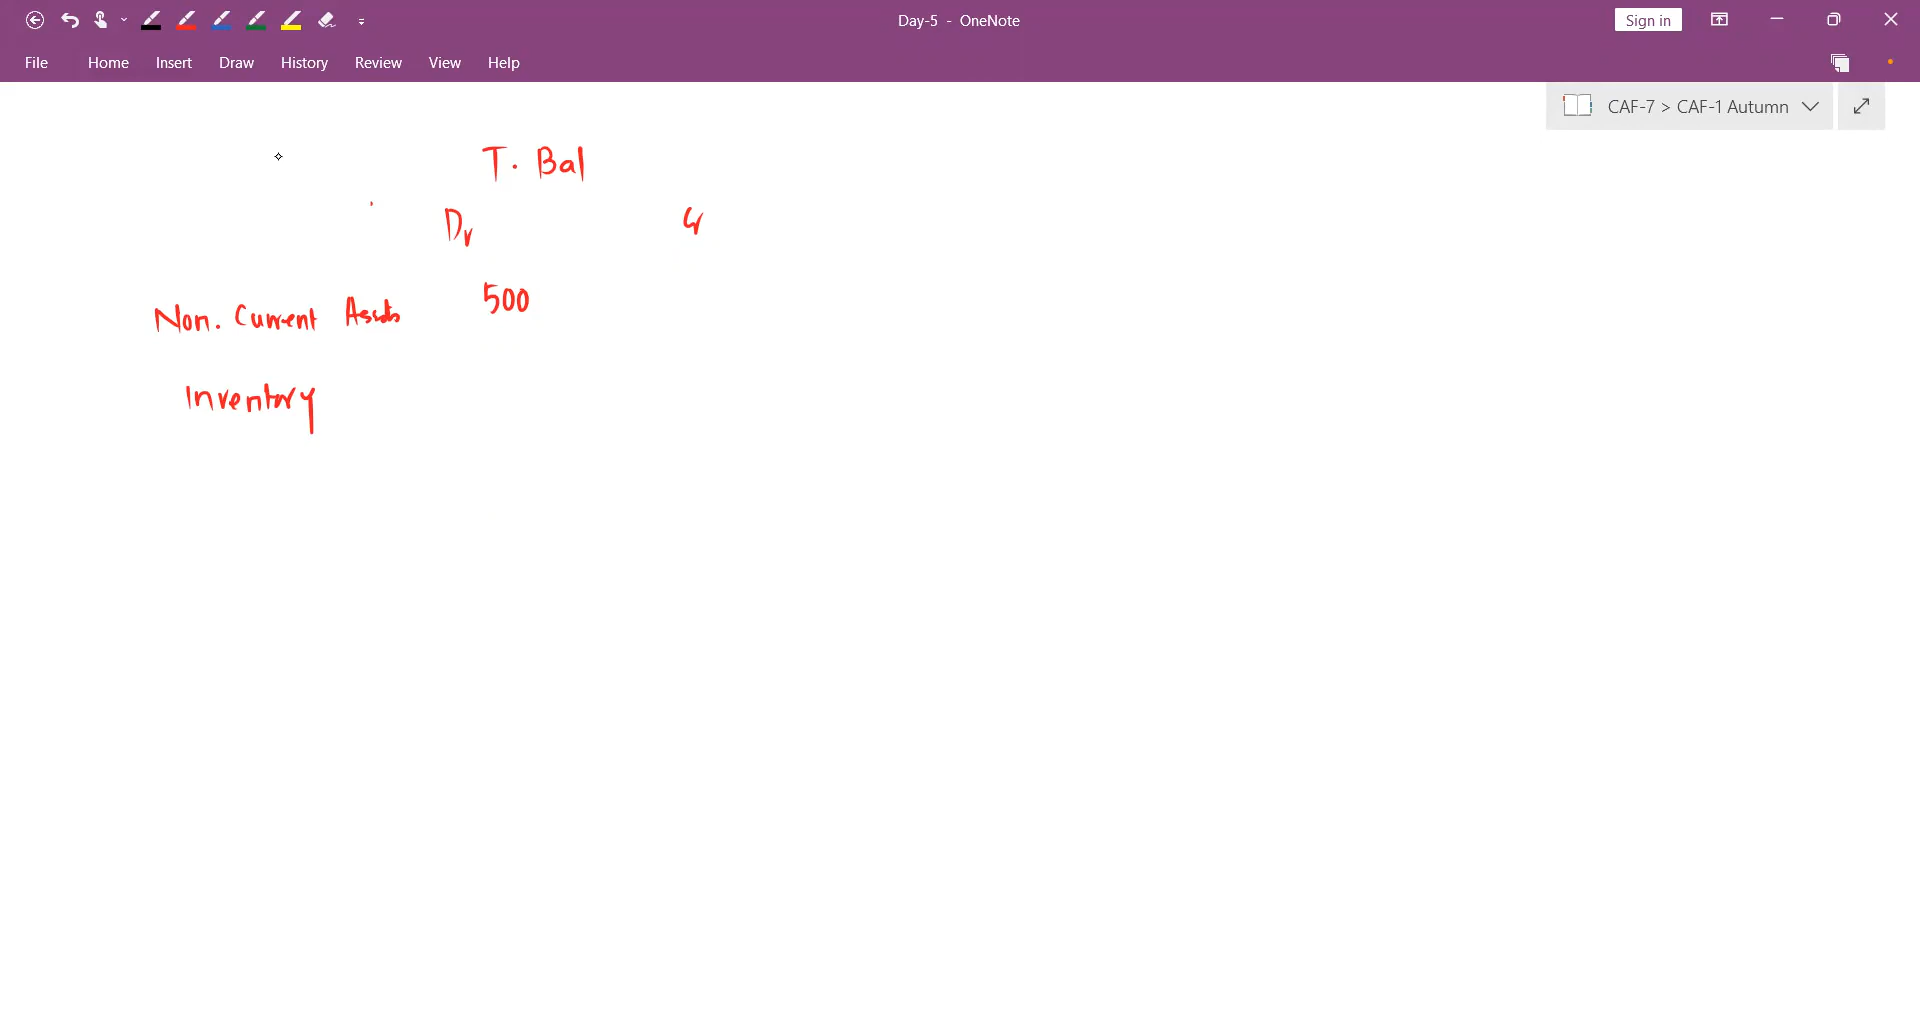 Day-5 - OneNote
Sign in
File Home Insert Draw History Review View Help
CAF-7 > CAF-1 Autumn
T. Bal
Dr Cr
Non. Current Assets 500
Inventory